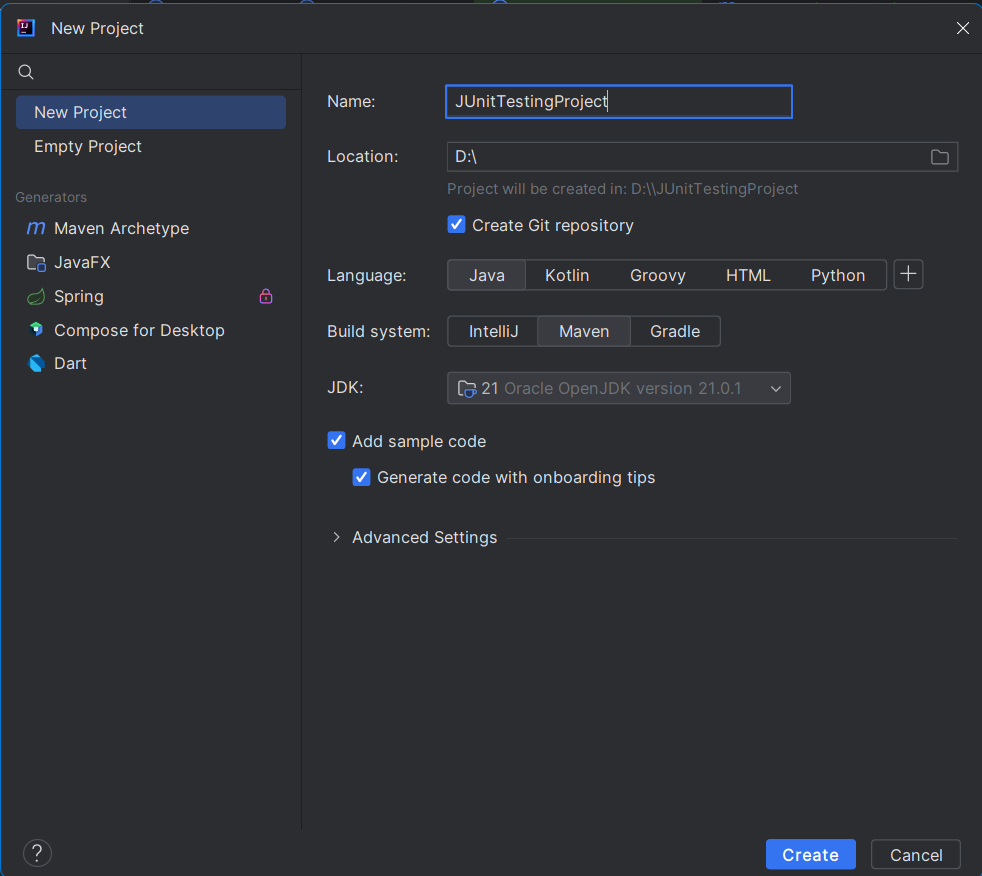 New Project
New Project
Empty Project
Generators
Maven Archetype
JavaFX
Spring
Compose for Desktop
Dart
Name: JUnitTestingProject
Location: D:\
Project will be created in: D:\\JUnitTestingProject
Create Git repository
Language: Java Kotlin Groovy HTML Python
Build system: IntelliJ Maven Gradle
JDK: 21 Oracle OpenJDK version 21.0.1
Add sample code
Generate code with onboarding tips
Advanced Settings
? Create Cancel